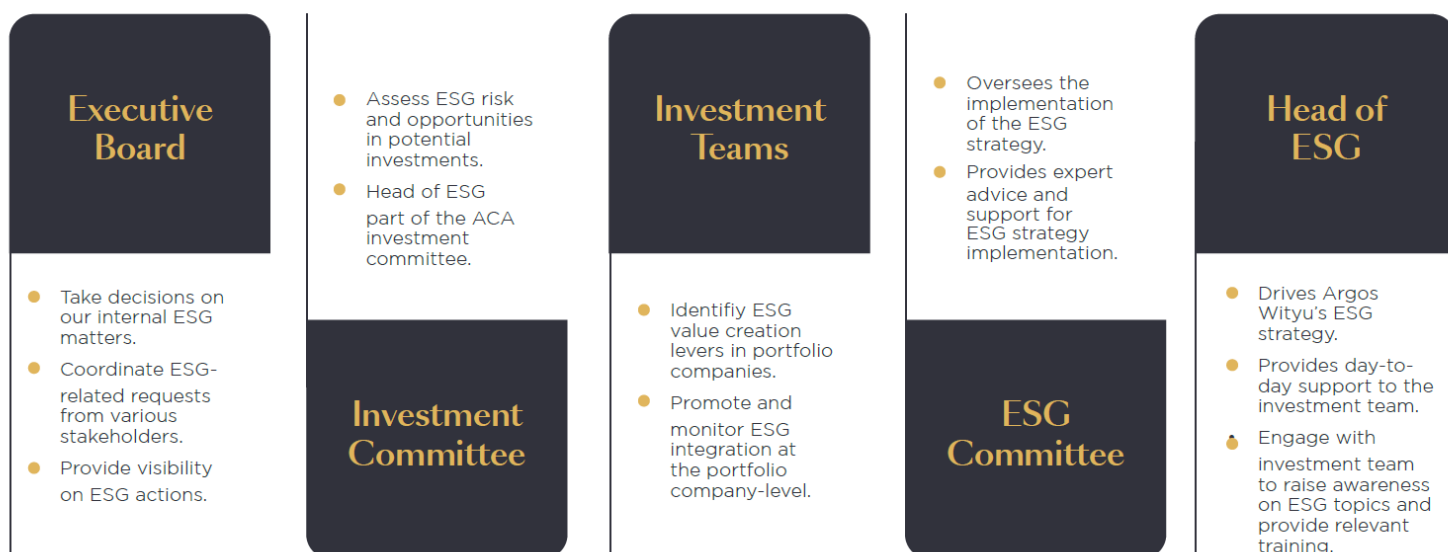 Executive
Board
Take decisions on
our internal ESG
matters.
Coordinate ESG-
related requests
from various
stakeholders.
Provide visibility
on ESG actions.
Assess ESG risk
and opportunities
in potential
investments.
Head of ESG
part of the ACA
investment
committee.
Investment
Committee
Investment
Teams
Identifiy ESG
value creation
levers in portfolio
companies.
Promote and
monitor ESG
integration at
the portfolio
company-level.
Oversees the
implementation
of the ESG
strategy.
Provides expert
advice and
support for
ESG strategy
implementation.
ESG
Committee
Head of
ESG
Drives Argos
Wityu's ESG
strategy.
Provides day-to-
day support to the
investment team.
Engage with
investment team
to raise awareness
on ESG topics and
provide relevant
training.